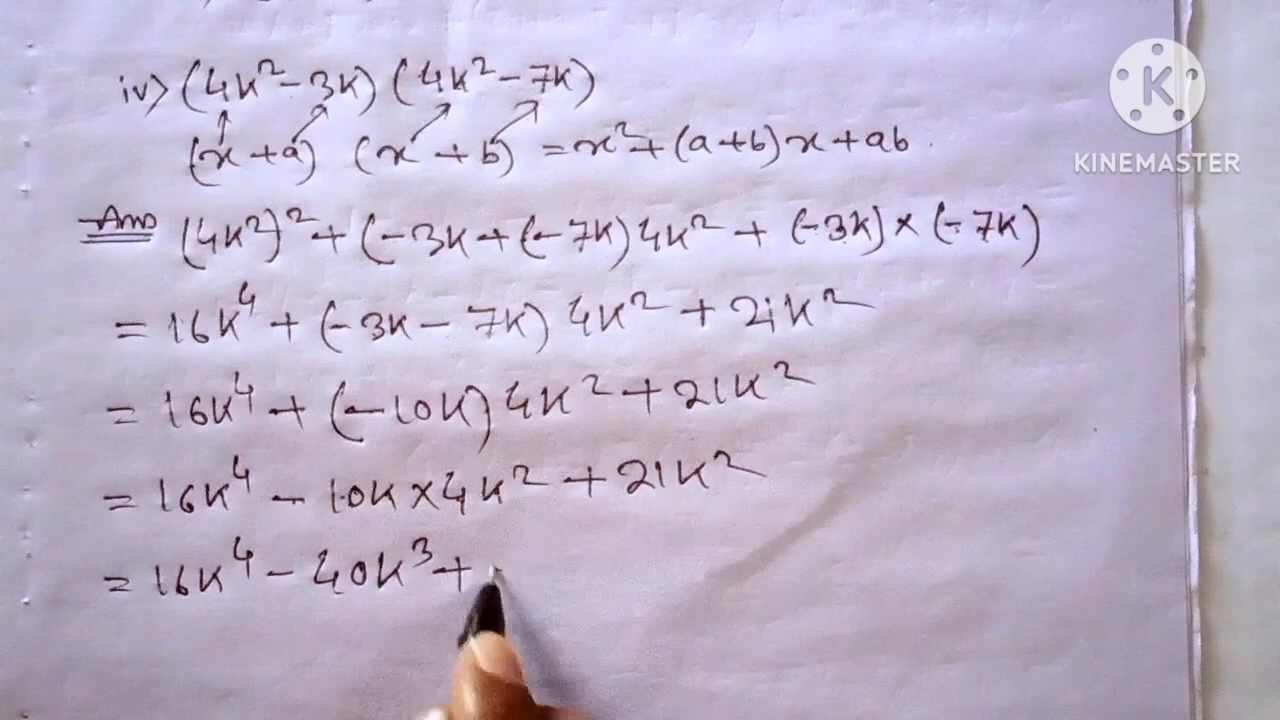 iv) (4k² - 3k) (4k² - 7k)
(x + a) (x + b) = x² + (a + b) x + ab.
Ans (4k²)² + (-3k + (-7k) 4k² + (-3k) × (-7k)
= 16k⁴ + (-3k - 7k) 4k² + 21k²
= 16k⁴ + (-10k) 4k² + 21k²
= 16k⁴ - 10k × 4k² + 21k²
= 16k⁴ - 40k³ +
K
KINEMASTER